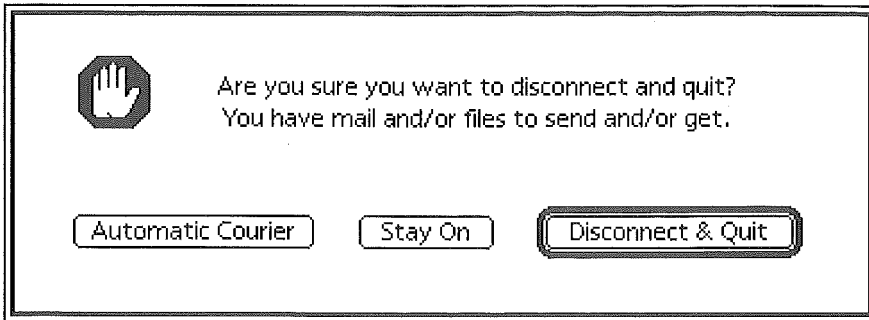 Are you sure you want to disconnect and quit?
You have mail and/or files to send and/or get.
Automatic Courier
Stay On
Disconnect & Quit